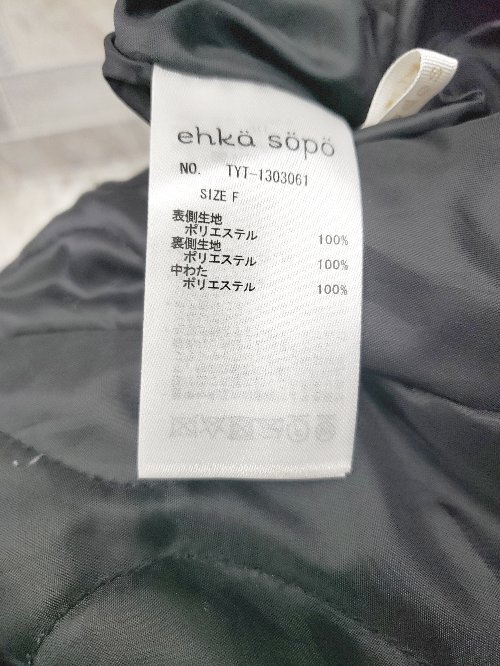 ehkä söpö
NO. TYT-1303061
SIZE F
表側生地
ポリエステル 100%
裏側生地
ポリエステル 100%
中わた
ポリエステル 100%